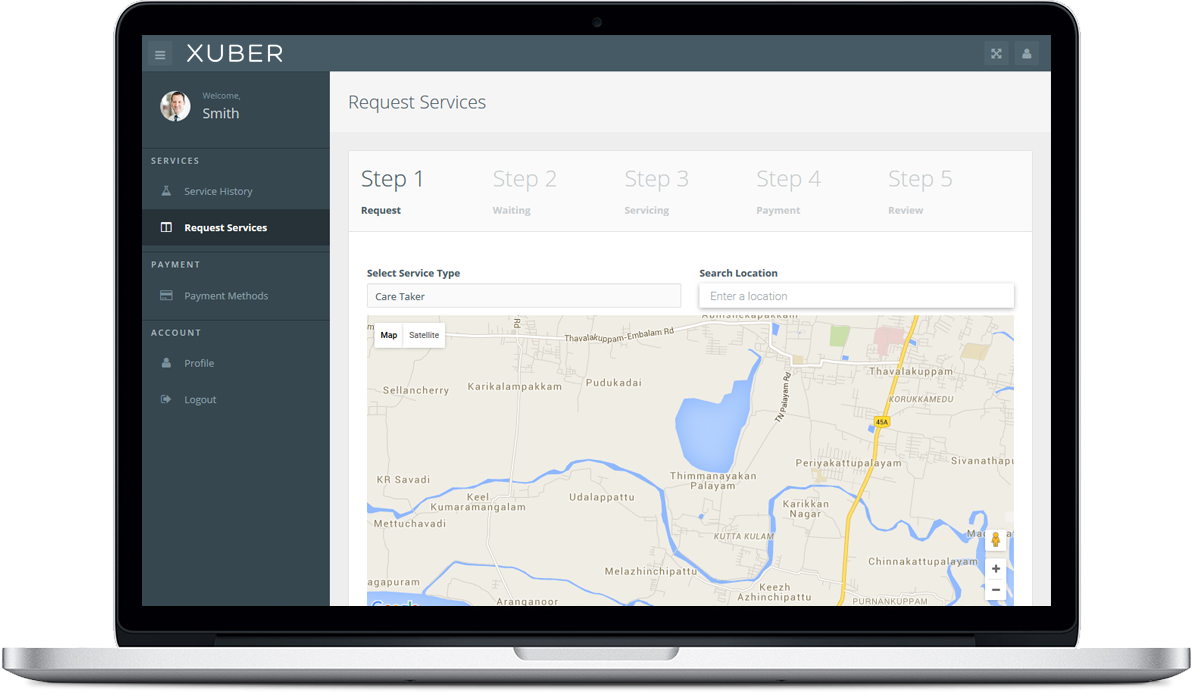 XUBER
Welcome,
Smith
SERVICES
Service History
Request Services
PAYMENT
Payment Methods
ACCOUNT
Profile
Logout
Request Services
Step 1
Request
Step 2
Waiting
Step 3
Servicing
Step 4
Payment
Step 5
Review
Select Service Type
Care Taker
Search Location
Enter a location
Map
Satellite
Rd
Thavalakuppam-Embalam Rd
Thavalakuppam
Sellancherry
Karikalampakkam
Pudukadai
TN Palayam Rd
KORUKKAMEDU
45A
Periyakattupalayam
Sivanathapu
KR Savadi
Thimmanayakan
Palayam
Keel
Kumaramangalam
Udalappattu
Karikkan
Nagar
Mettuchavadi
KUTTA KULAM
Chinnakattupalayam
Melazhinchipattu
agapuram
Keezh
Azhinchipattu
Aranganoor
PURNANKUPPAM
+
−